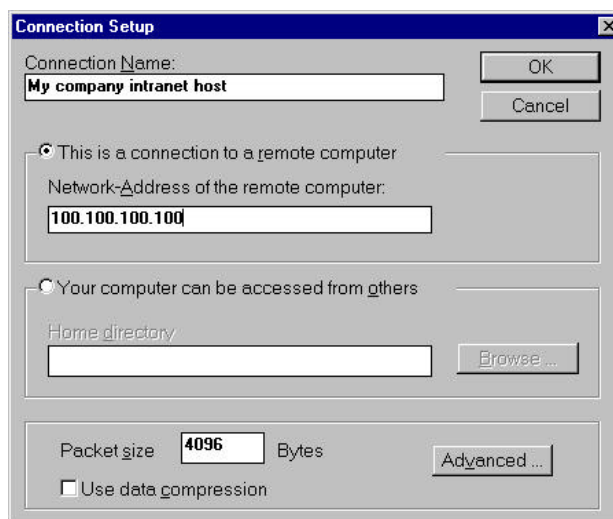 Connection Setup
Connection Name:
My company intranet host
OK
Cancel
This is a connection to a remote computer
Network-Address of the remote computer:
100.100.100.100
Your computer can be accessed from others
Home directory
Browse ...
Packet size 4096 Bytes
Advanced ...
Use data compression